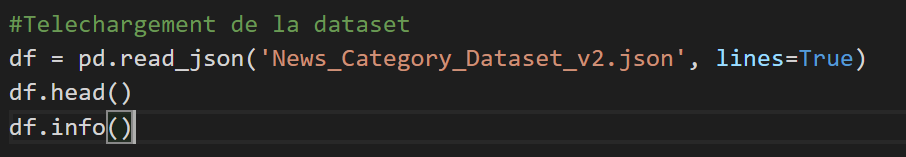 #Telechargement de la dataset
df = pd.read_json('News_Category_Dataset_v2.json', lines=True)
df.head()
df.info()